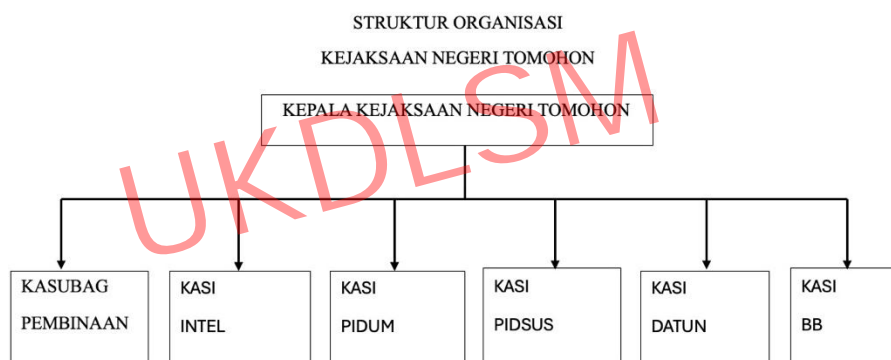 STRUKTUR ORGANISASI
KEJAKSAAN NEGERI TOMOHON
KEPALA KEJAKSAAN NEGERI TOMOHON
UKDLSM
KASUBAG
PEMBINAAN
KASI
INTEL
KASI
PIDUM
KASI
PIDSUS
KASI
DATUN
KASI
BB